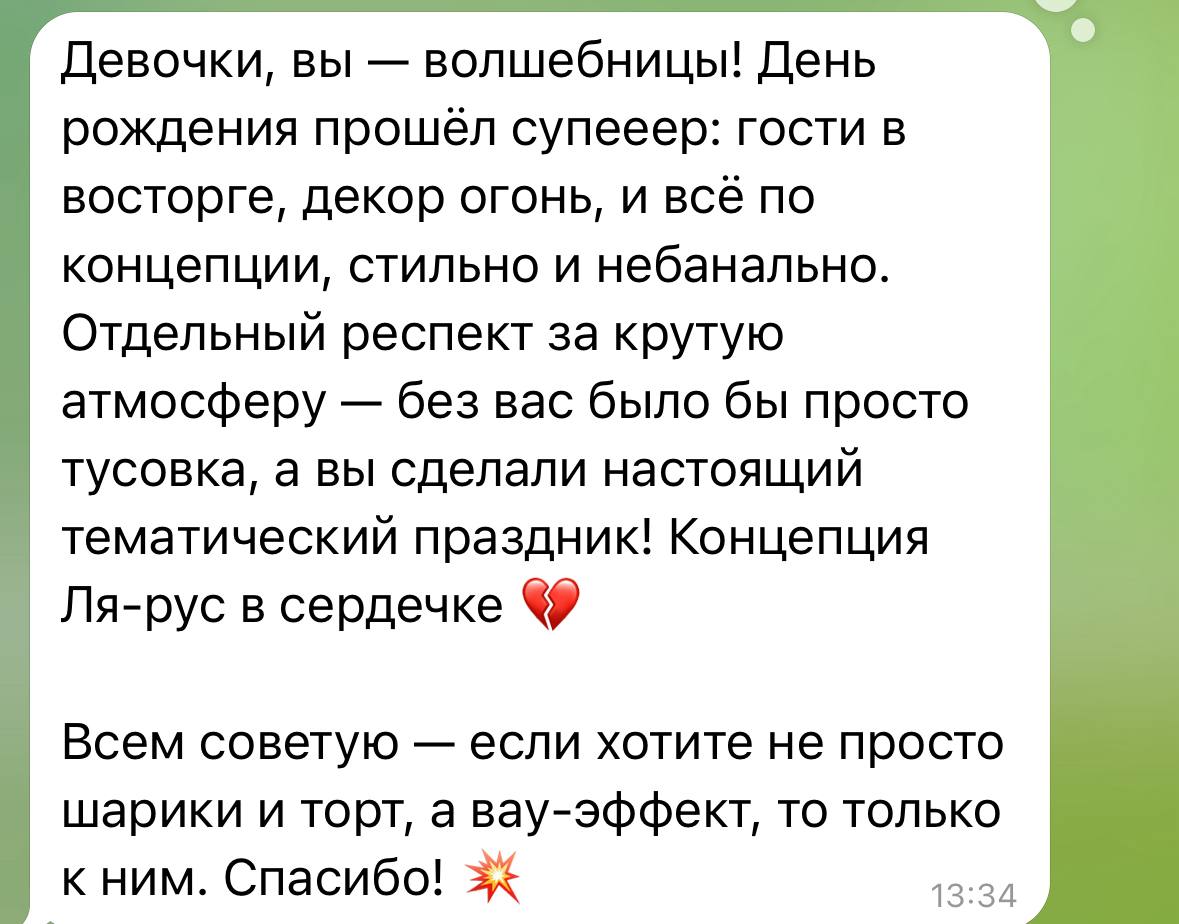 Девочки, вы — волшебницы! День
рождения прошёл супееер: гости в
восторге, декор огонь, и всё по
концепции, стильно и небанально.
Отдельный респект за крутую
атмосферу — без вас было бы просто
тусовка, а вы сделали настоящий
тематический праздник! Концепция
Ля-рус в сердечке 💔
Всем советую — если хотите не просто
шарики и торт, а вау-эффект, то только
к ним. Спасибо! 💥
13:34